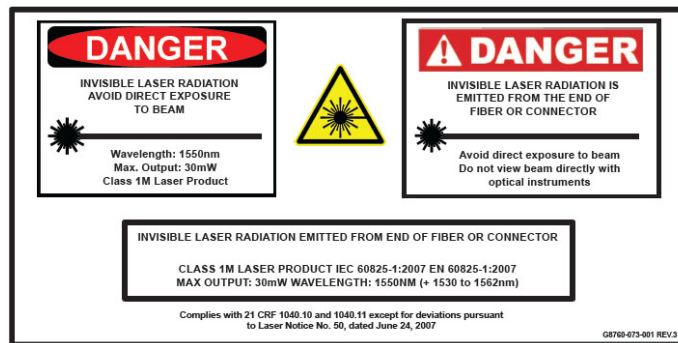 DANGER
INVISIBLE LASER RADIATION
AVOID DIRECT EXPOSURE
TO BEAM
Wavelength: 1550nm
Max. Output: 30mW
Class 1M Laser Product
DANGER
INVISIBLE LASER RADIATION IS
EMITTED FROM THE END OF
FIBER OR CONNECTOR
Avoid direct exposure to beam
Do not view beam directly with
optical instruments
INVISIBLE LASER RADIATION EMITTED FROM END OF FIBER OR CONNECTOR
CLASS 1M LASER PRODUCT IEC 60825-1:2007 EN 60825-1:2007
MAX OUTPUT: 30mW WAVELENGTH: 1550NM (+ 1530 to 1562nm)
Complies with 21 CRF 1040.10 and 1040.11 except for deviations pursuant
to Laser Notice No. 50, dated June 24, 2007
G8760-073-001 REV.3